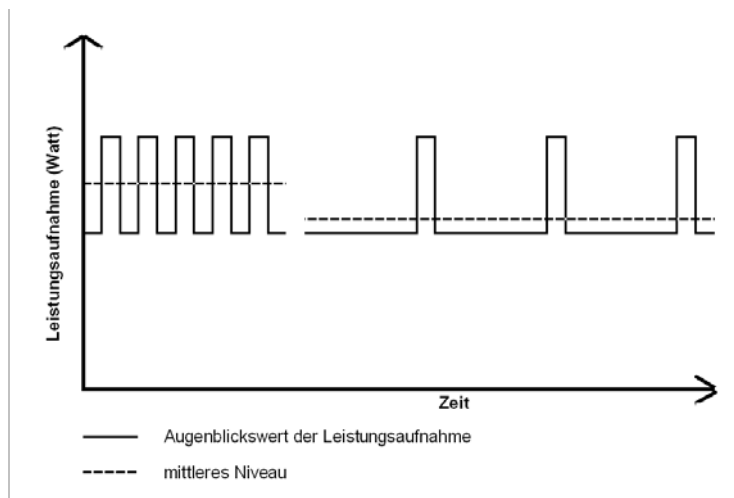 Leistungsaufnahme (Watt)
Zeit
Augenblickswert der Leistungsaufnahme
mittleres Niveau